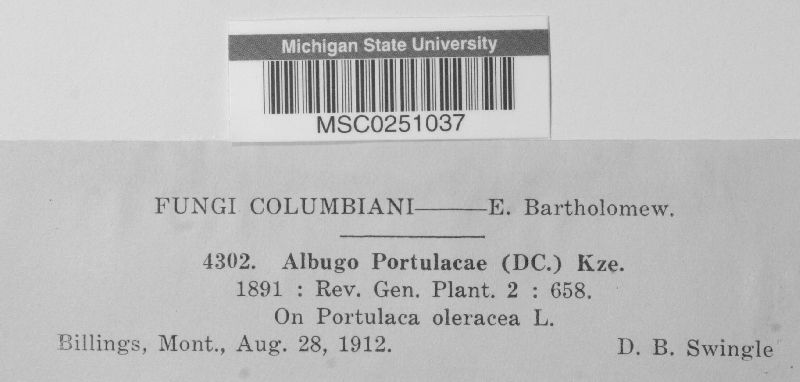 Michigan State University
MSC0251037
FUNGI COLUMBIANI———E. Bartholomew.
4302. Albugo Portulacae (DC.) Kze.
1891 : Rev. Gen. Plant. 2 : 658.
On Portulaca oleracea L.
Billings, Mont., Aug. 28, 1912. D. B. Swingle